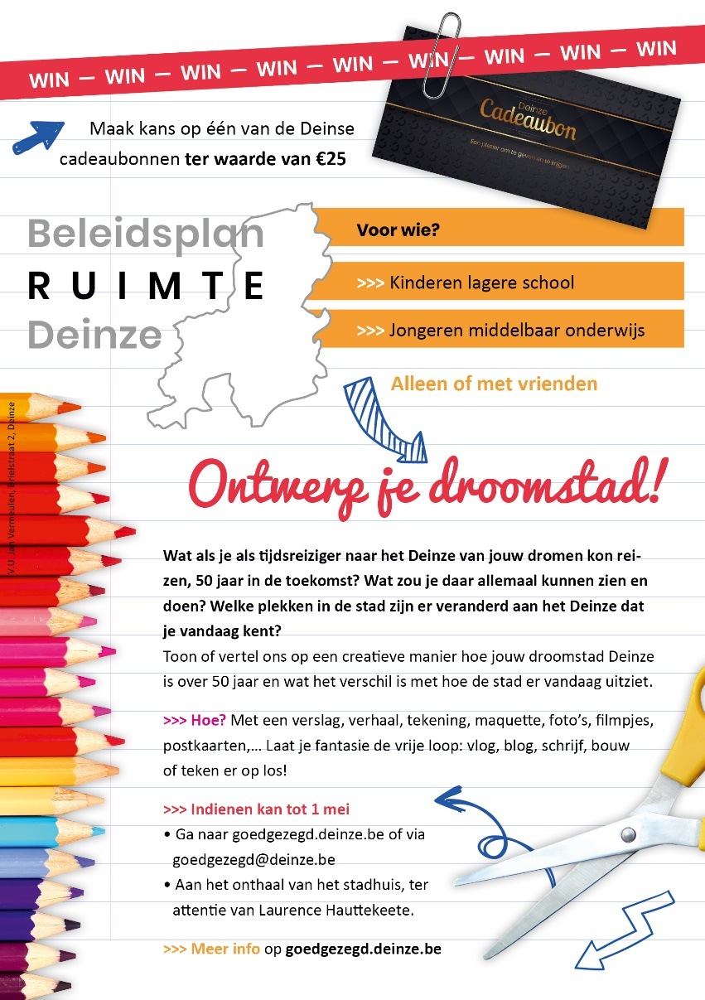 WIN — WIN — WIN — WIN — WIN — WIN — WIN — WIN — WIN
Deinze
Cadeaubon
Een plezier om te geven en te krijgen
Maak kans op één van de Deinse
cadeaubonnen ter waarde van €25
Beleidsplan
RUIMTE
Deinze
Voor wie?
>>> Kinderen lagere school
>>> Jongeren middelbaar onderwijs
Alleen of met vrienden
V.U. Jan Vermeulen, Brielstraat 2, Deinze
Ontwerp je droomstad!
Wat als je als tijdsreiziger naar het Deinze van jouw dromen kon rei-
zen, 50 jaar in de toekomst? Wat zou je daar allemaal kunnen zien en
doen? Welke plekken in de stad zijn er veranderd aan het Deinze dat
je vandaag kent?
Toon of vertel ons op een creatieve manier hoe jouw droomstad Deinze
is over 50 jaar en wat het verschil is met hoe de stad er vandaag uitziet.
>>> Hoe? Met een verslag, verhaal, tekening, maquette, foto's, filmpjes,
postkaarten,... Laat je fantasie de vrije loop: vlog, blog, schrijf, bouw
of teken er op los!
>>> Indienen kan tot 1 mei
• Ga naar goedgezegd.deinze.be of via
goedgezegd@deinze.be
• Aan het onthaal van het stadhuis, ter
attentie van Laurence Hauttekeete.
>>> Meer info op goedgezegd.deinze.be